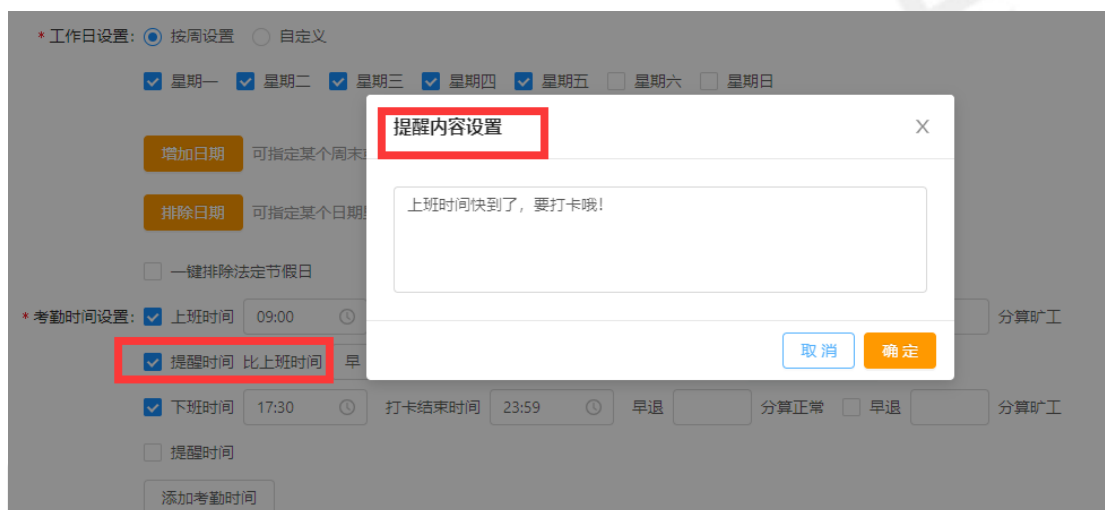 * 工作日设置: 按周设置 自定义
星期一 星期二 星期三 星期四 星期五 星期六 星期日
提醒内容设置
增加日期 可指定某个周末
上班时间快到了，要打卡哦!
排除日期 可指定某个日期
一键排除法定节假日
* 考勤时间设置: 上班时间 09:00 分算旷工
取消 确定
提醒时间 比上班时间 早
下班时间 17:30 打卡结束时间 23:59 早退 分算正常 早退 分算旷工
提醒时间
添加考勤时间